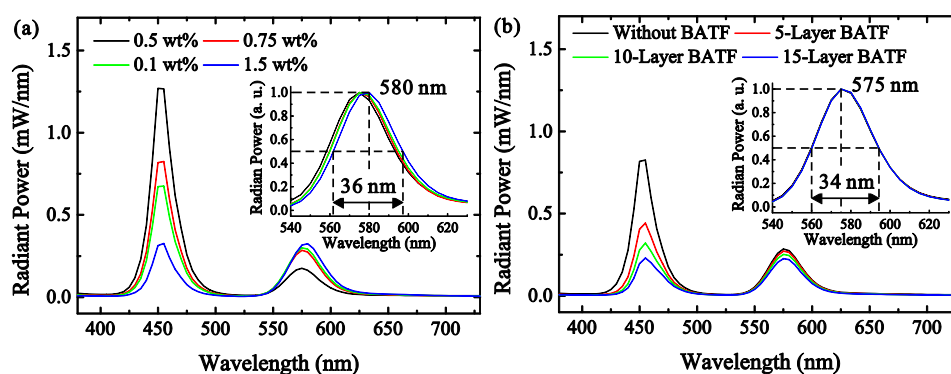 (a)
0.5 wt% 0.75 wt%
0.1 wt% 1.5 wt%
Radiant Power (mW/nm)
1.5
1.0
0.5
0.0
400 450 500 550 600 650 700
Wavelength (nm)
Radian Power (a. u.)
1.0
0.8
0.6
0.4
0.2
0.0
580 nm
36 nm
540 560 580 600 620
Wavelength (nm)
(b)
Without BATF 5-Layer BATF
10-Layer BATF 15-Layer BATF
Radiant Power (mW/nm)
1.5
1.0
0.5
0.0
400 450 500 550 600 650 700
Wavelength (nm)
Radian Power (a. u.)
1.0
0.8
0.6
0.4
0.2
0.0
575 nm
34 nm
540 560 580 600 620
Wavelength (nm)